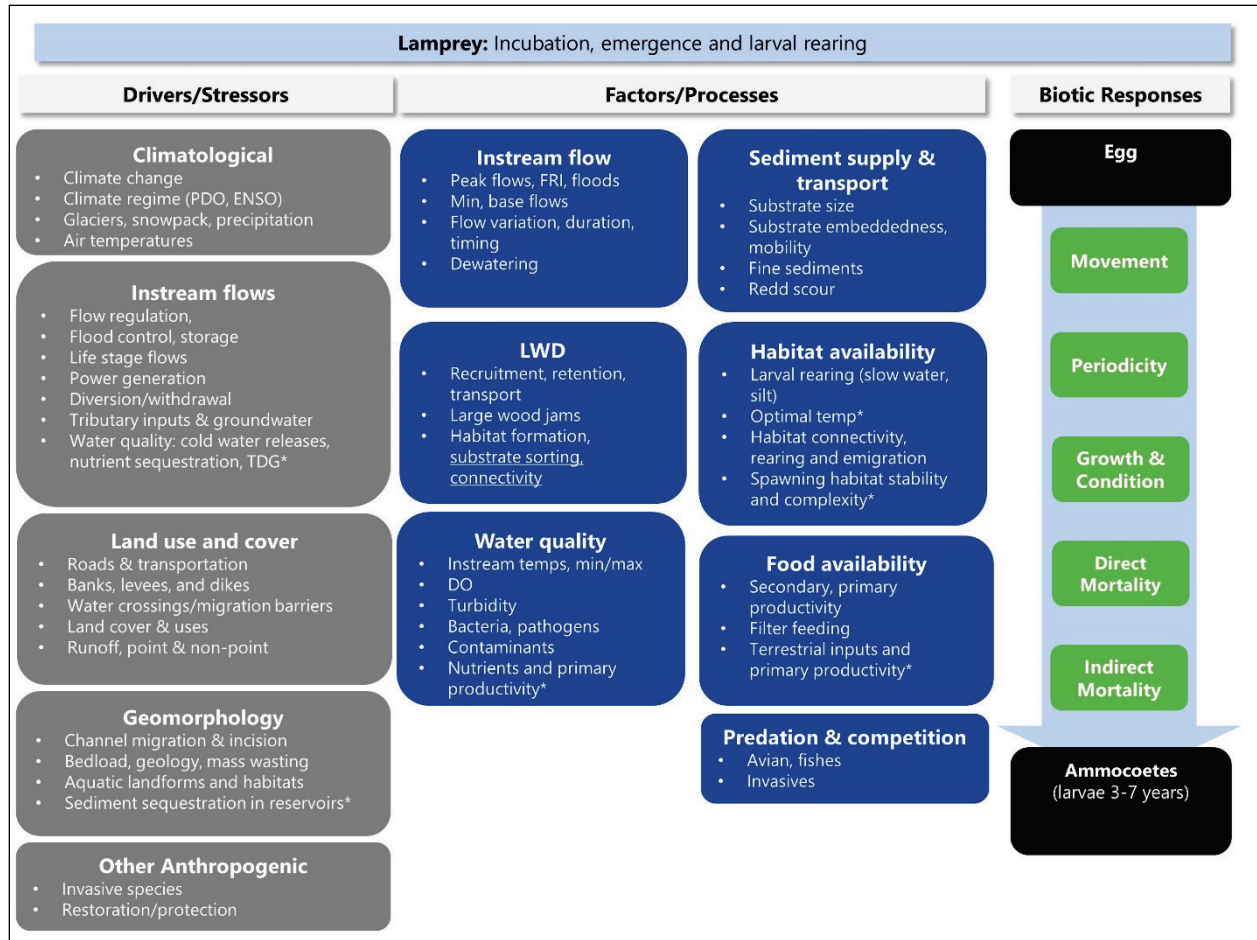 Lamprey: Incubation, emergence and larval rearing
Drivers/Stressors
Climatological
• Climate change
• Climate regime (PDO, ENSO)
• Glaciers, snowpack, precipitation
• Air temperatures
Instream flows
• Flow regulation,
• Flood control, storage
• Life stage flows
• Power generation
• Diversion/withdrawal
• Tributary inputs & groundwater
• Water quality: cold water releases,
nutrient sequestration, TDG*
Land use and cover
• Roads & transportation
• Banks, levees, and dikes
• Water crossings/migration barriers
• Land cover & uses
• Runoff, point & non-point
Geomorphology
• Channel migration & incision
• Bedload, geology, mass wasting
• Aquatic landforms and habitats
• Sediment sequestration in reservoirs*
Other Anthropogenic
• Invasive species
• Restoration/protection
Factors/Processes
Instream flow
• Peak flows, FRI, floods
• Min, base flows
• Flow variation, duration,
timing
• Dewatering
LWD
• Recruitment, retention,
transport
• Large wood jams
• Habitat formation,
substrate sorting,
connectivity
Water quality
• Instream temps, min/max
• DO
• Turbidity
• Bacteria, pathogens
• Contaminants
• Nutrients and primary
productivity*
Sediment supply &
transport
• Substrate size
• Substrate embeddedness,
mobility
• Fine sediments
• Redd scour
Habitat availability
• Larval rearing (slow water,
silt)
• Optimal temp*
• Habitat connectivity,
rearing and emigration
• Spawning habitat stability
and complexity*
Food availability
• Secondary, primary
productivity
• Filter feeding
• Terrestrial inputs and
primary productivity*
Predation & competition
• Avian, fishes
• Invasives
Biotic Responses
Egg
Movement
Periodicity
Growth &
Condition
Direct
Mortality
Indirect
Mortality
Ammocoetes
(larvae 3-7 years)